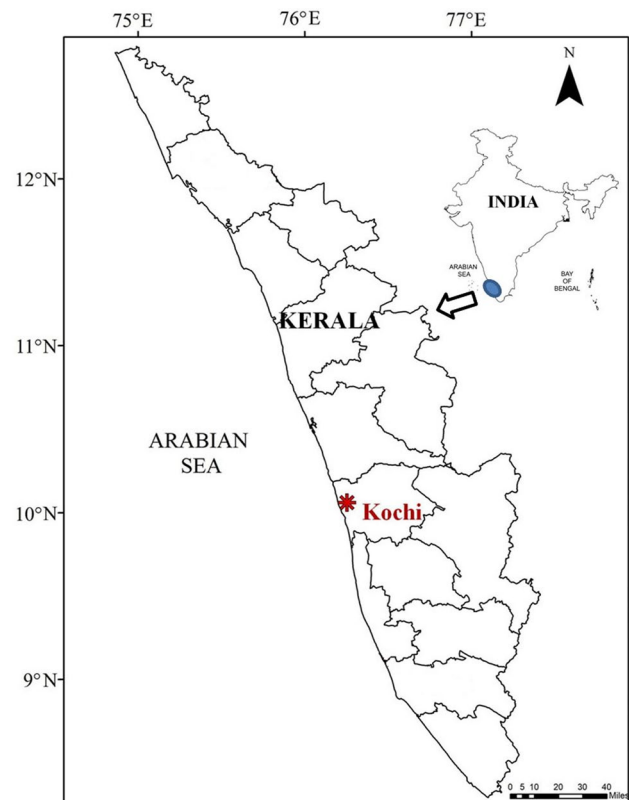 75°E 76°E 77°E
N
12°N
INDIA
ARABIAN
SEA
BAY
OF
BENGAL
KERALA
11°N
ARABIAN
SEA
10°N
Kochi
9°N
0 5 10 20 30 40
Miles